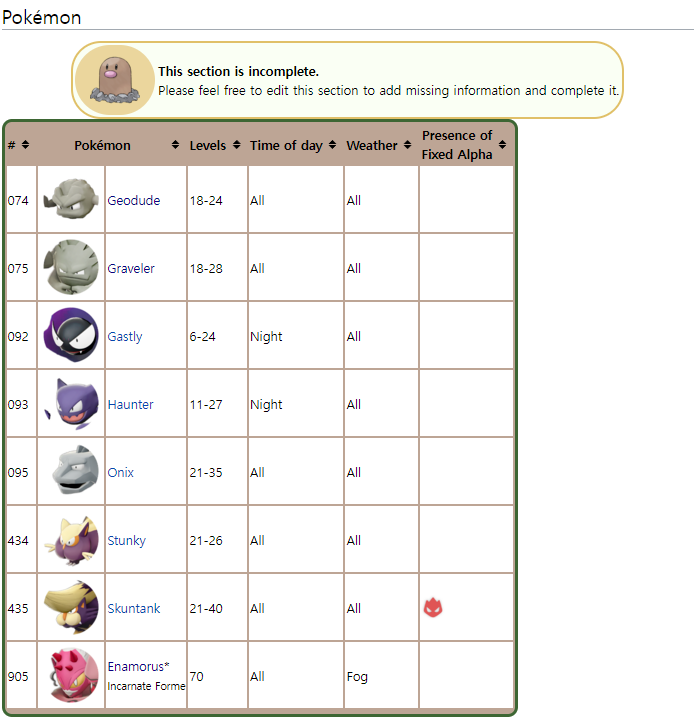 Pokémon
This section is incomplete.
Please feel free to edit this section to add missing information and complete it.
# Pokémon Levels Time of day Weather Presence of
Fixed Alpha
074 Geodude 18-24 All All
075 Graveler 18-28 All All
092 Gastly 6-24 Night All
093 Haunter 11-27 Night All
095 Onix 21-35 All All
434 Stunky 21-26 All All
435 Skuntank 21-40 All All
905 Enamorus* 70 All Fog
Incarnate Forme